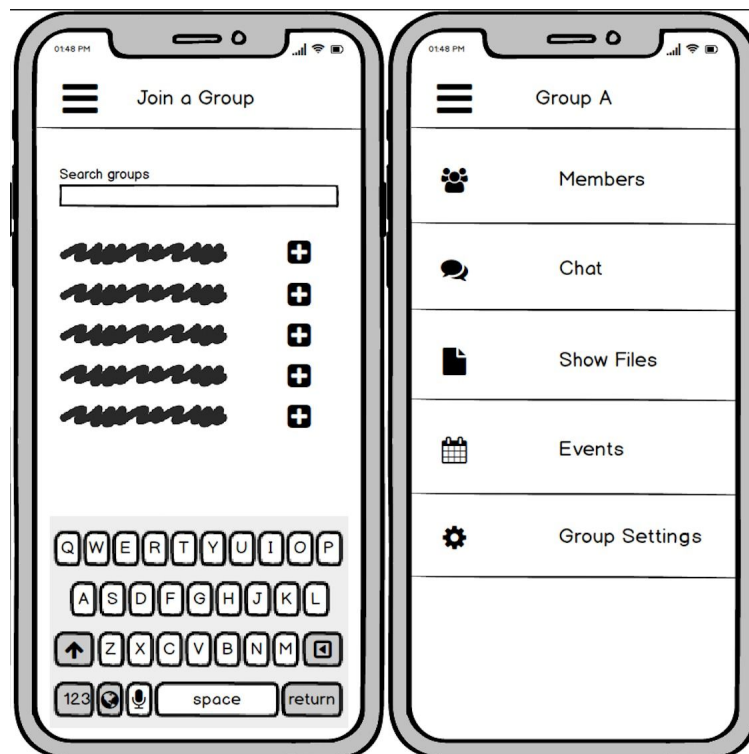 01:48 PM
Join a Group
Search groups
Q W E R T Y U I O P
A S D F G H J K L
Z X C V B N M
123 space return
01:48 PM
Group A
Members
Chat
Show Files
Events
Group Settings